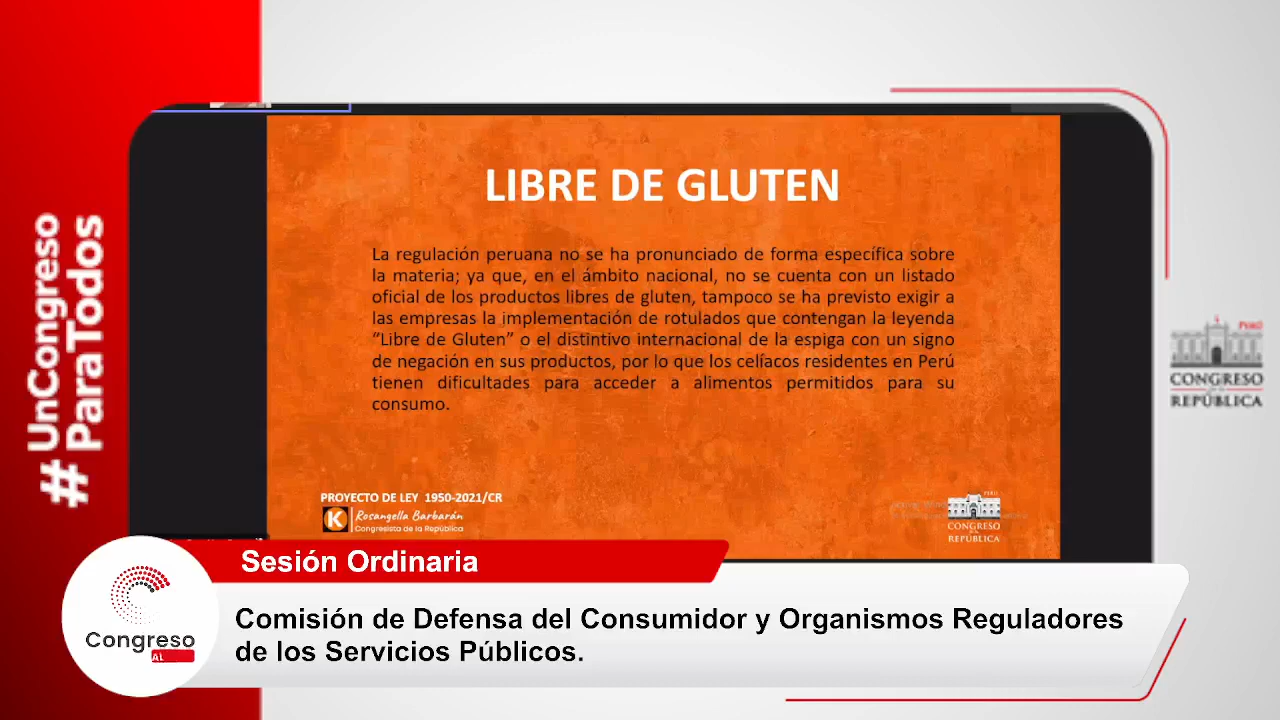 #UnCongreso
ParaTodos
LIBRE DE GLUTEN
La regulación peruana no se ha pronunciado de forma específica sobre
la materia; ya que, en el ámbito nacional, no se cuenta con un listado
oficial de los productos libres de gluten, tampoco se ha previsto exigir a
las empresas la implementación de rotulados que contengan la leyenda
“Libre de Gluten” o el distintivo internacional de la espiga con un signo
de negación en sus productos, por lo que los celíacos residentes en Perú
tienen dificultades para acceder a alimentos permitidos para su
consumo.
PROYECTO DE LEY 1950-2021/CR
K
Rosangella Barbarán
Congresista de la República
PERÚ
CONGRESO
REPÚBLICA
PERÚ
CONGRESO
de la
REPÚBLICA
Sesión Ordinaria
Comisión de Defensa del Consumidor y Organismos Reguladores
de los Servicios Públicos.
Congreso
AL